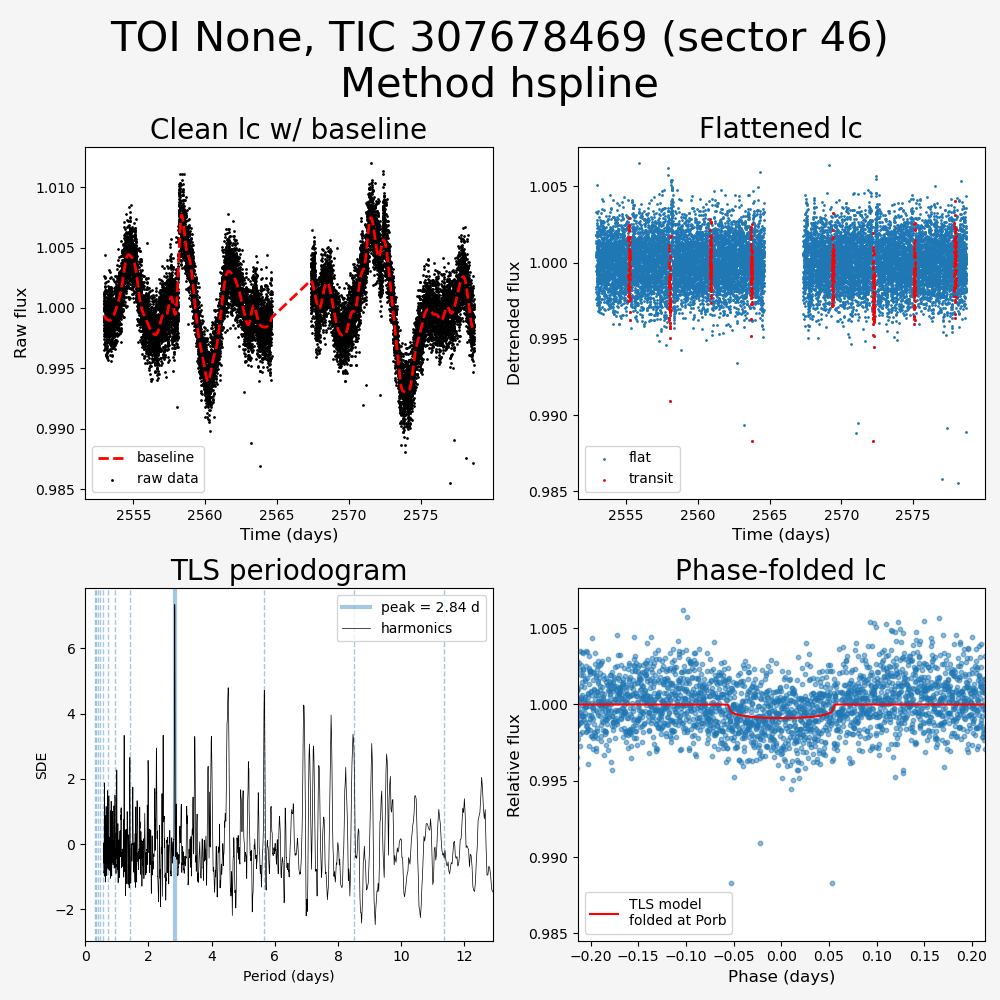 TOI None, TIC 307678469 (sector 46)
Method hspline
Clean lc w/ baseline
Raw flux
1.010
1.005
1.000
0.995
0.990
0.985
baseline
raw data
2555 2560 2565 2570 2575
Time (days)
Flattened lc
Detrended flux
1.005
1.000
0.995
0.990
0.985
flat
transit
2555 2560 2565 2570 2575
Time (days)
TLS periodogram
SDE
6
4
2
0
−2
peak = 2.84 d
harmonics
0 2 4 6 8 10 12
Period (days)
Phase-folded lc
Relative flux
1.005
1.000
0.995
0.990
0.985
TLS model
folded at Porb
−0.20 −0.15 −0.10 −0.05 0.00 0.05 0.10 0.15 0.20
Phase (days)